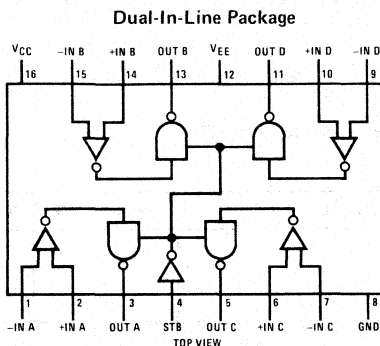 Dual-In-Line Package
VCC −IN B +IN B OUT B VEE OUT D +IN D −IN D
16 15 14 13 12 11 10 9
1 2 3 4 5 6 7 8
−IN A +IN A OUT A STB OUT C +IN C −IN C GND
TOP VIEW